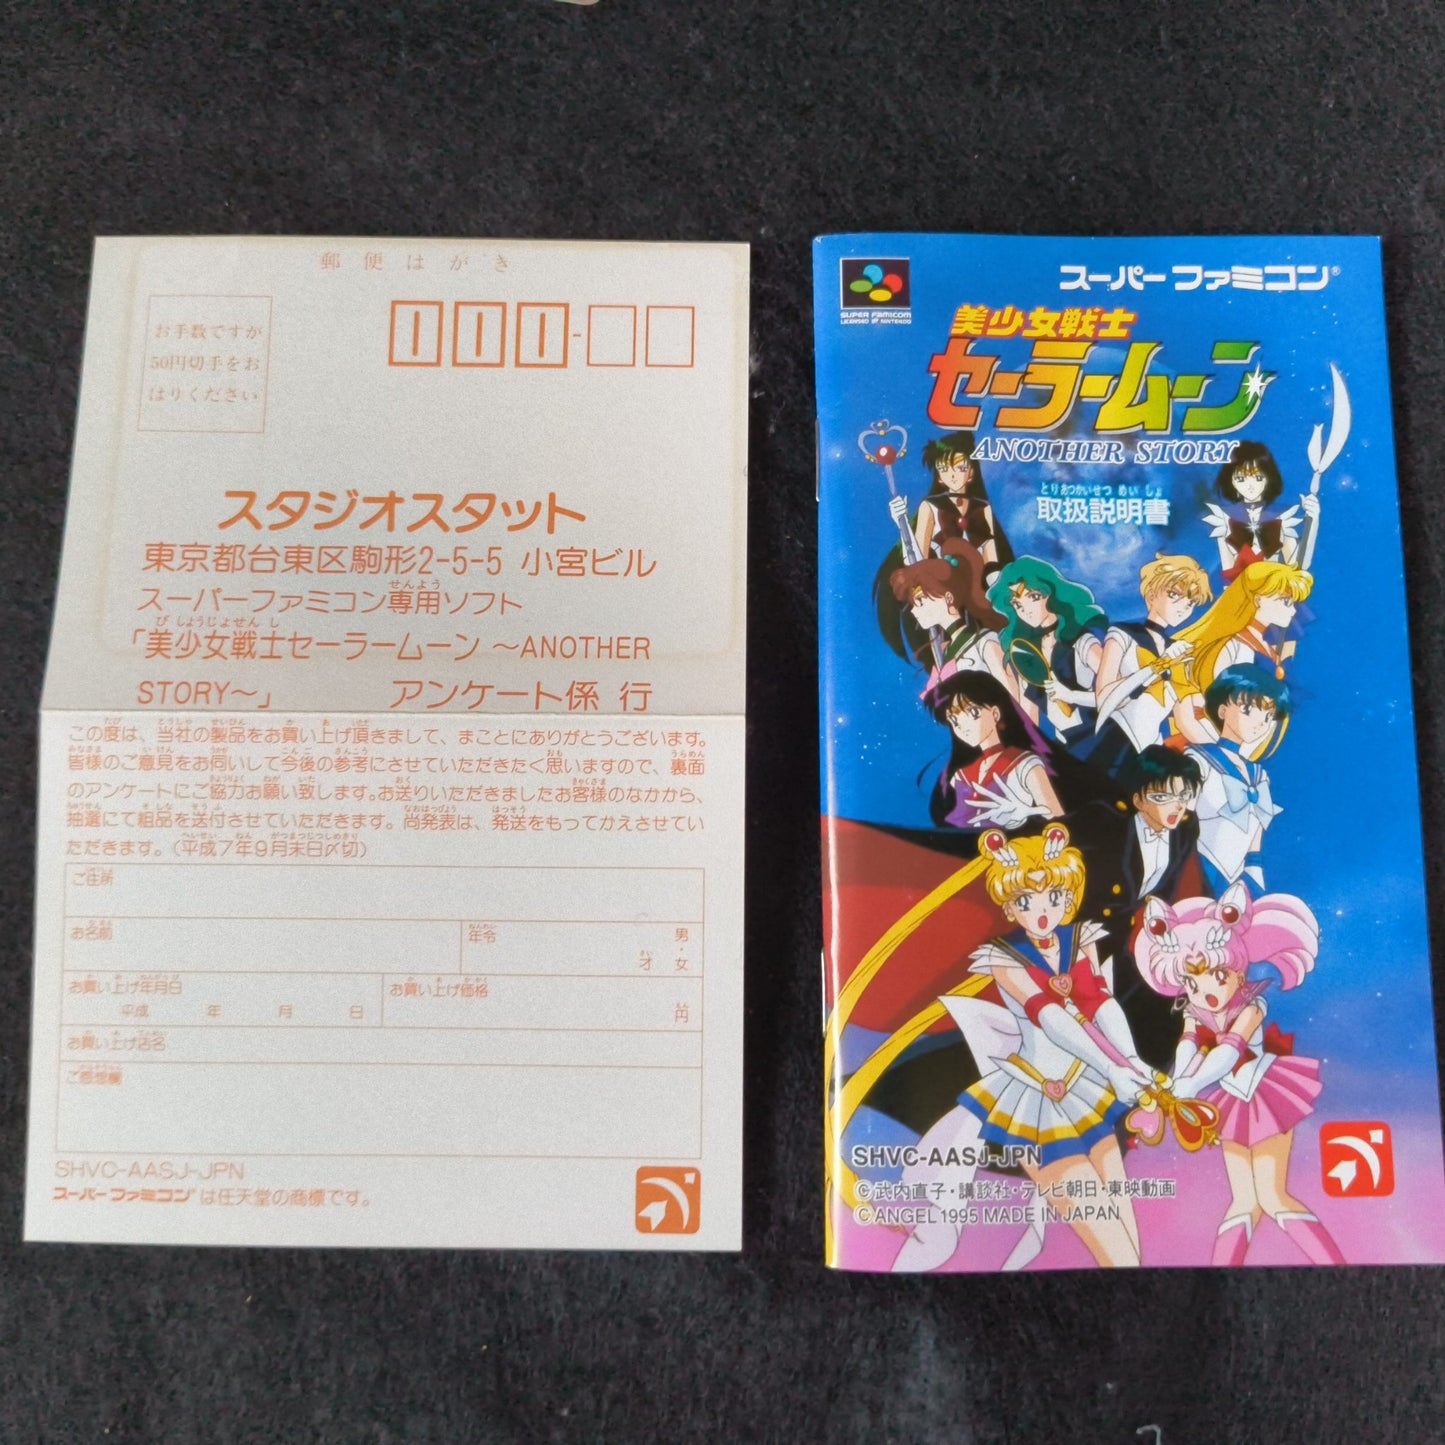 郵便はがき
お手数ですが
50円切手をお
はりください
スタジオスタット
東京都台東区駒形2-5-5 小宮ビル
せんよう
スーパーファミコン専用ソフト
び しょうじょせん し
「美少女戦士セーラームーン ～ANOTHER
STORY～」 アンケート係 行
この度は、当社の製品をお買い上げ頂きまして、まことにありがとうございます。
皆様のご意見をお伺いして今後の参考にさせていただきたく思いますので、裏面
のアンケートにご協力お願い致します。お送りいただきましたお客様のなかから、
抽選にて粗品を送付させていただきます。尚発表は、発送をもってかえさせてい
ただきます。(平成7年9月末日〆切)
ご住所
お名前
年令
男・女
才
お買い上げ年月日
平成 年 月 日
お買い上げ価格
円
お買い上げ店名
ご感想欄
SHVC-AASJ-JPN
スーパーファミコン®は任天堂の商標です。
SUPER FAMICOM
LICENSED BY NINTENDO
スーパーファミコン®
美少女戦士
セーラームーン
ANOTHER STORY
とりあつかいせつ めい しょ
取扱説明書
SHVC-AASJ-JPN
©武内直子・講談社・テレビ朝日・東映動画
©ANGEL 1995 MADE IN JAPAN